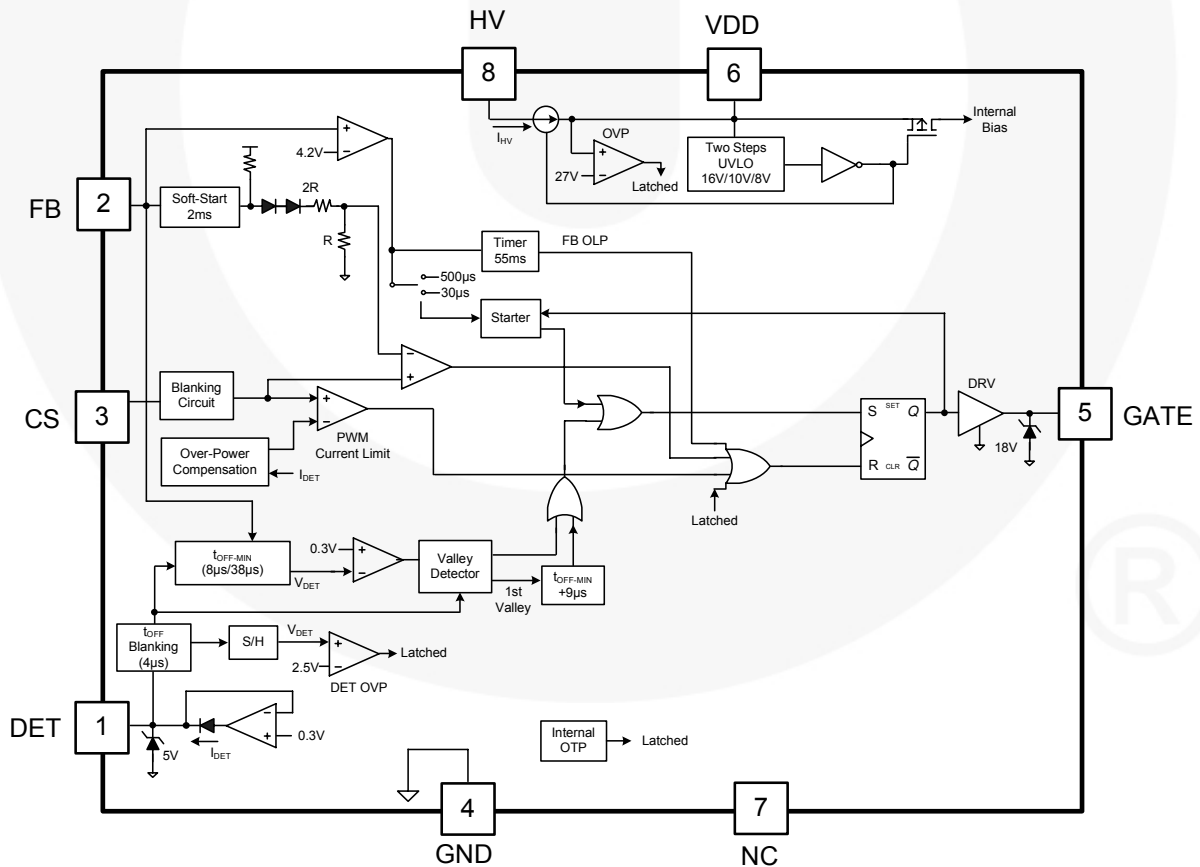 HV
VDD
8
6
I_HV
OVP
27V
Latched
Two Steps
UVLO
16V/10V/8V
Internal
Bias
4.2V
FB
2
Soft-Start
2ms
2R
R
Timer
55ms
FB OLP
500µs
30µs
Starter
CS
3
Blanking
Circuit
PWM
Current Limit
Over-Power
Compensation
I_DET
S SET Q
R CLR Q̅
DRV
18V
5
GATE
Latched
t_OFF-MIN
(8µs/38µs)
V_DET
0.3V
Valley
Detector
1st
Valley
t_OFF-MIN
+9µs
t_OFF
Blanking
(4µs)
S/H
V_DET
2.5V
Latched
DET OVP
DET
1
5V
I_DET
0.3V
Internal
OTP
Latched
4
GND
7
NC
®